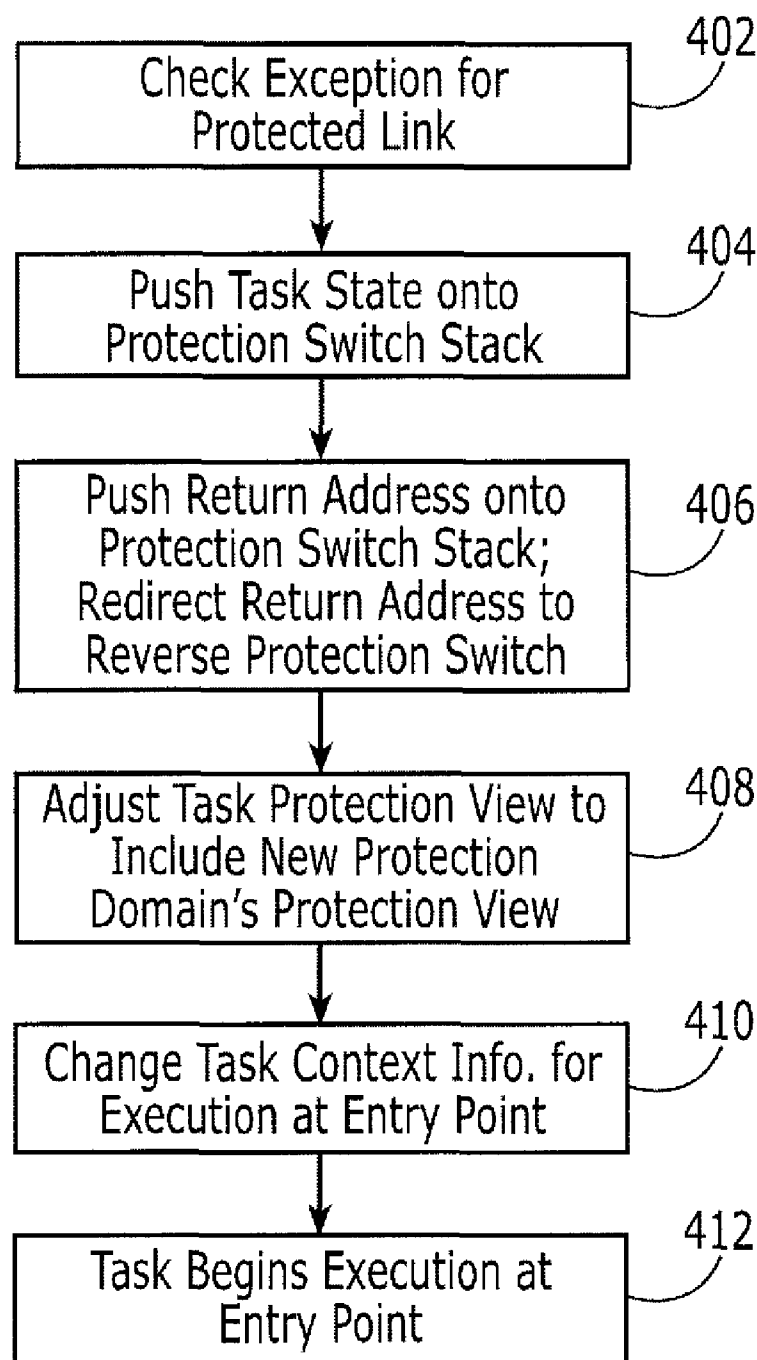 402
Check Exception for
Protected Link
404
Push Task State onto
Protection Switch Stack
406
Push Return Address onto
Protection Switch Stack;
Redirect Return Address to
Reverse Protection Switch
408
Adjust Task Protection View to
Include New Protection
Domain's Protection View
410
Change Task Context Info. for
Execution at Entry Point
412
Task Begins Execution at
Entry Point